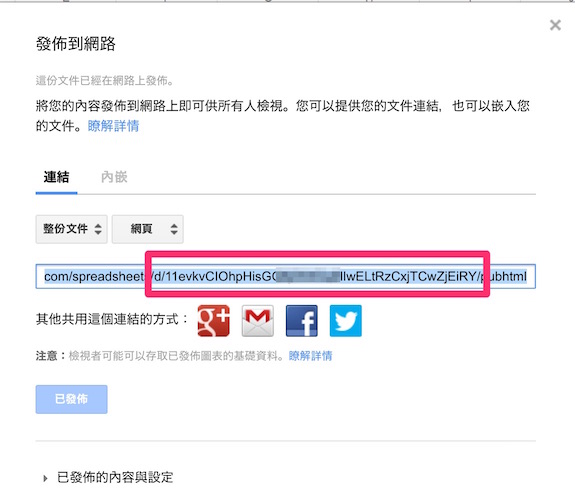 發佈到網路
這份文件已經在網路上發佈。
將您的內容發佈到網路上即可供所有人檢視。您可以提供您的文件連結，也可以嵌入您
的文件。瞭解詳情
連結 內嵌
整份文件 網頁
com/spreadsheets/d/11evkvCIOhpHisG llwELtRzCxjTCwZjEiRY/pubhtml
其他共用這個連結的方式：
注意：檢視者可能可以存取已發佈圖表的基礎資料。瞭解詳情
已發佈
已發佈的內容與設定